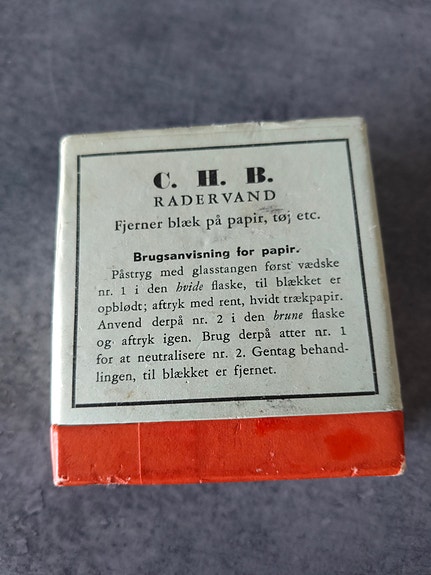 C. H. B.
RADERVAND
Fjerner blæk på papir, tøj etc.
Brugsanvisning for papir.
Påstryg med glasstangen først vædske
nr. 1 i den hvide flaske, til blækket er
opblødt; aftryk med rent, hvidt trækpapir.
Anvend derpå nr. 2 i den brune flaske
og aftryk igen. Brug derpå atter nr. 1
for at neutralisere nr. 2. Gentag behand-
lingen, til blækket er fjernet.